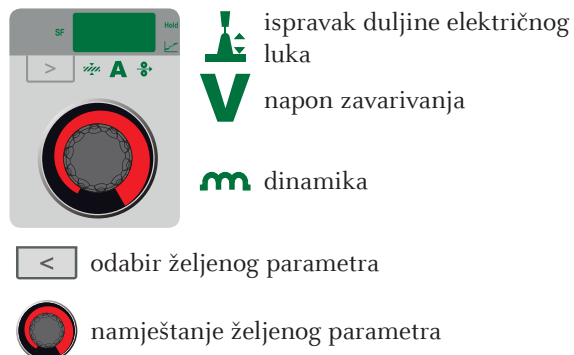 SF
Hold
> A
ispravak duljine električnog
luka
V napon zavarivanja
dinamika
< odabir željenog parametra
namještanje željenog parametra